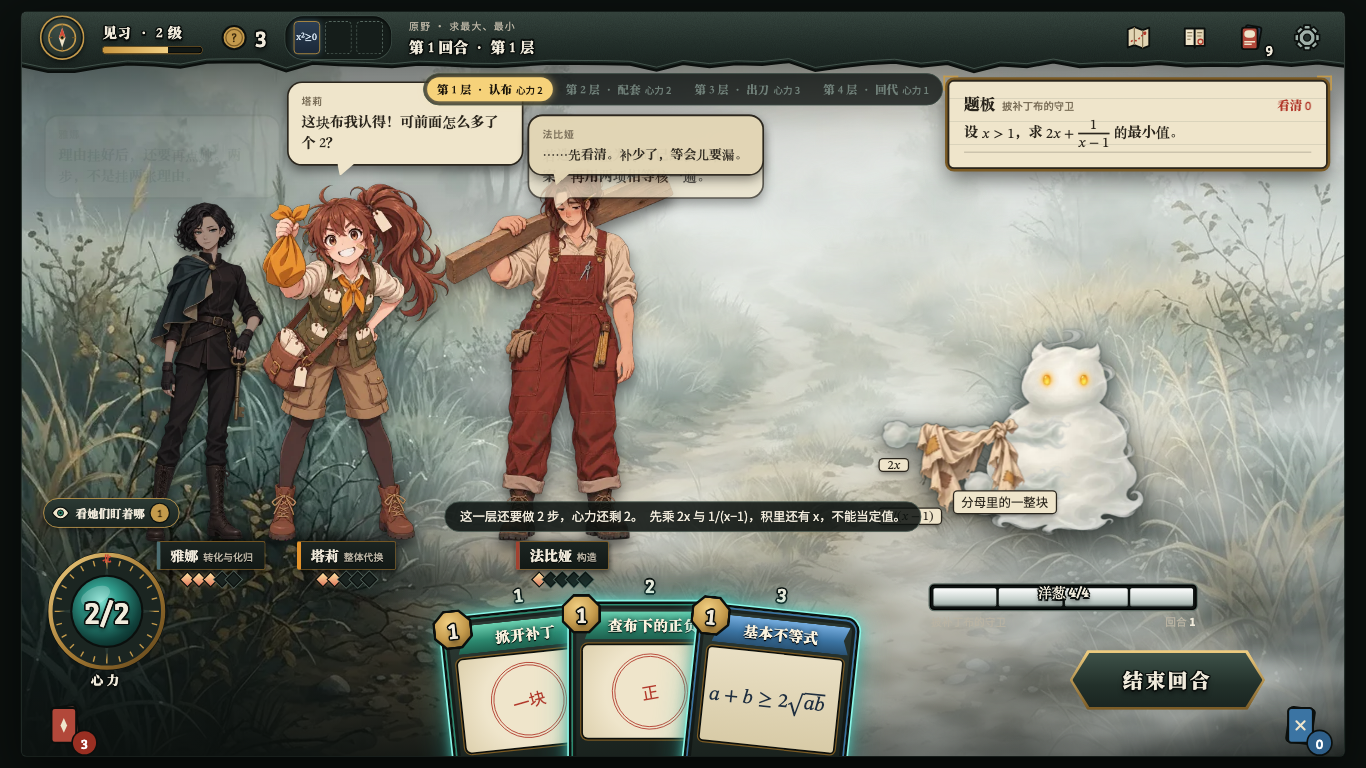 见习 · 2 级
3
x²≥0
原野 · 求最大、最小
第 1 回合 · 第 1 层
9
第 1 层 · 认布 心力 2
第 2 层 · 配套 心力 2
第 3 层 · 出刀 心力 3
第 4 层 · 回代 心力 1
题板 披补丁布的守卫
看清 0
设 x > 1，求 2x + 1/(x − 1) 的最小值。
塔莉
这块布我认得！可前面怎么多了个 2?
法比娅
……先看清。补少了，等会儿要漏。
2x
分母里的一整块
看她们盯着哪 1
这一层还要做 2 步，心力还剩 2。 先乘 2x 与 1/(x−1)，积里还有 x，不能当定值。
雅娜 转化与化归
塔莉 整体代换
法比娅 构造
2/2
心力
3
1
2
3
1
掀开补丁
一块
1
查布下的正负
正
1
基本不等式
a + b ≥ 2√ab
洋葱 4/4
回合 1
结束回合
0